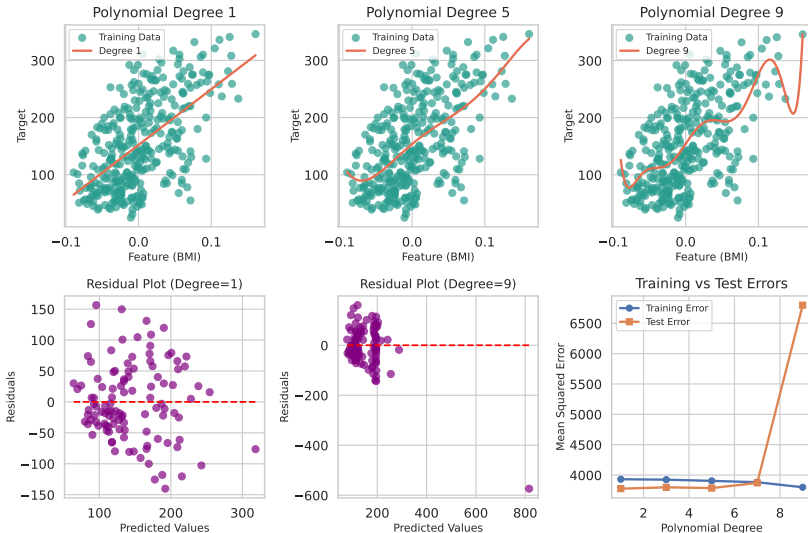 Polynomial Degree 1
Training Data
Degree 1
300
200
100
Target
−0.1
0.0
0.1
Feature (BMI)
Polynomial Degree 5
Training Data
Degree 5
300
200
100
Target
−0.1
0.0
0.1
Feature (BMI)
Polynomial Degree 9
Training Data
Degree 9
300
200
100
Target
−0.1
0.0
0.1
Feature (BMI)
Residual Plot (Degree=1)
150
100
50
0
−50
−100
−150
Residuals
100
200
300
Predicted Values
Residual Plot (Degree=9)
0
−200
−400
−600
Residuals
200
400
600
800
Predicted Values
Training vs Test Errors
Training Error
Test Error
6500
6000
5500
5000
4500
4000
Mean Squared Error
2
4
6
8
Polynomial Degree